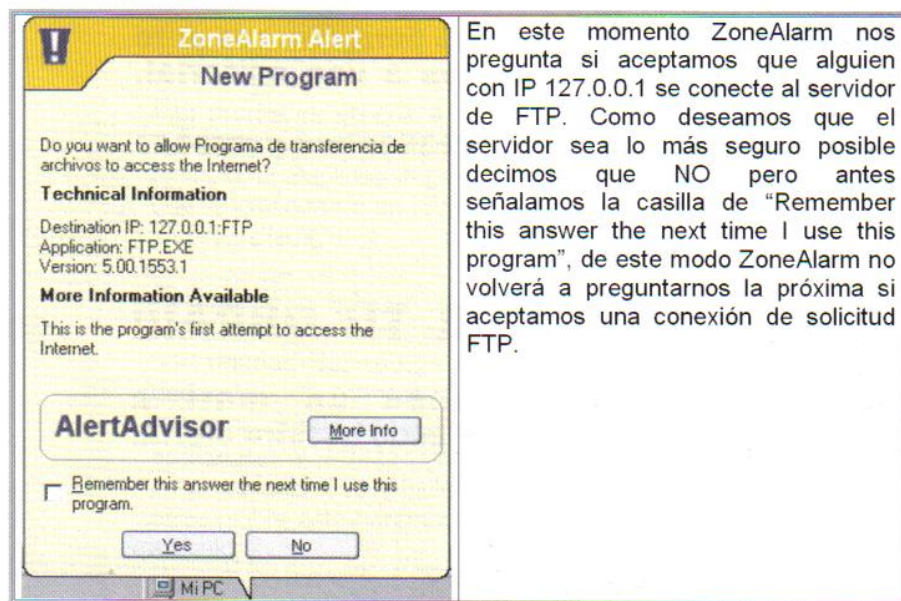 ZoneAlarm Alert
New Program
Do you want to allow Programa de transferencia de
archivos to access the Internet?
Technical Information
Destination IP: 127.0.0.1:FTP
Application: FTP.EXE
Version: 5.00.1553.1
More Information Available
This is the program's first attempt to access the
Internet.
AlertAdvisor
More Info
Remember this answer the next time I use this
program.
Yes
No
Mi PC
En este momento ZoneAlarm nos
pregunta si aceptamos que alguien
con IP 127.0.0.1 se conecte al servidor
de FTP. Como deseamos que el
servidor sea lo más seguro posible
decimos que NO pero antes
señalamos la casilla de “Remember
this answer the next time I use this
program”, de este modo ZoneAlarm no
volverá a preguntarnos la próxima si
aceptamos una conexión de solicitud
FTP.